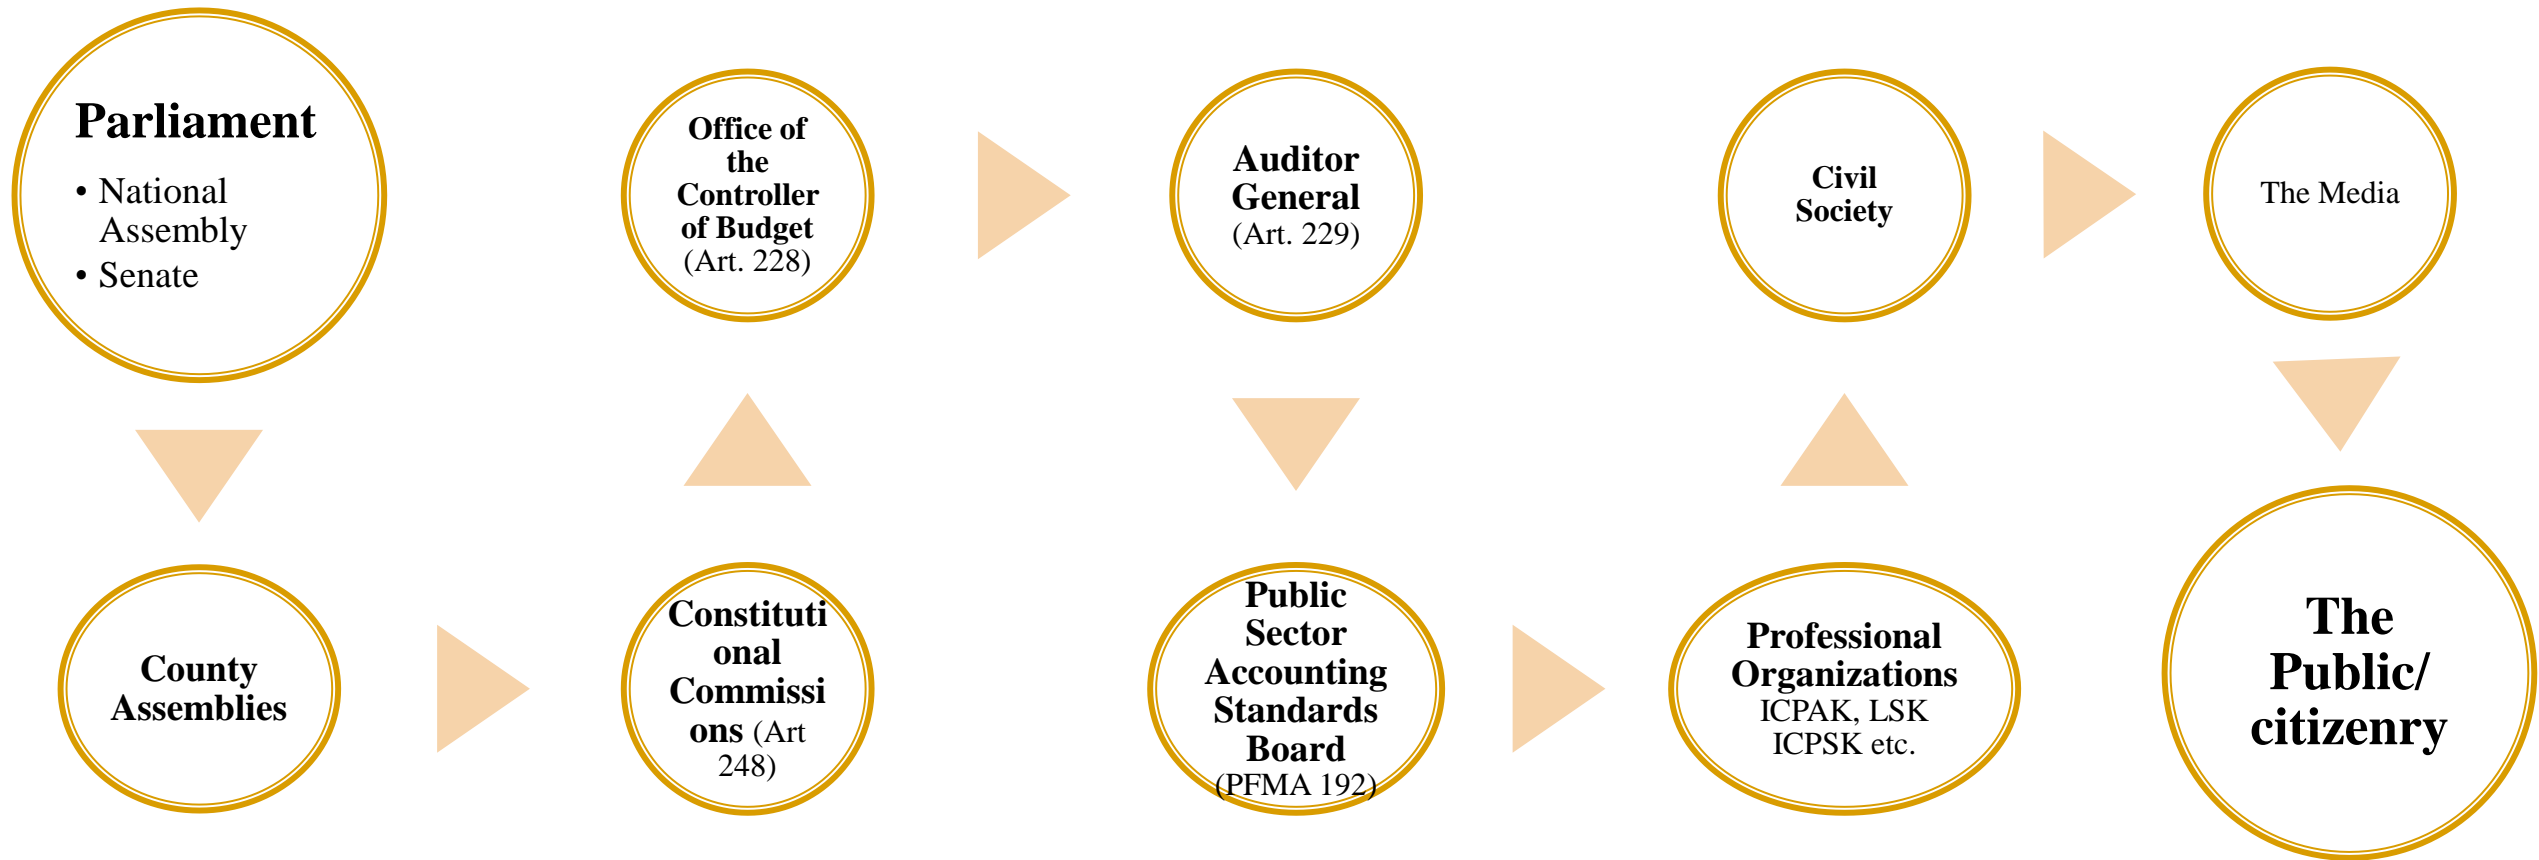 Parliament
• National
Assembly
• Senate
County
Assemblies
Constituti
onal
Commissi
ons (Art
248)
Office of
the
Controller
of Budget
(Art. 228)
Auditor
General
(Art. 229)
Public
Sector
Accounting
Standards
Board
(PFMA 192)
Professional
Organizations
ICPAK, LSK
ICPSK etc.
Civil
Society
The Media
The
Public/
citizenry